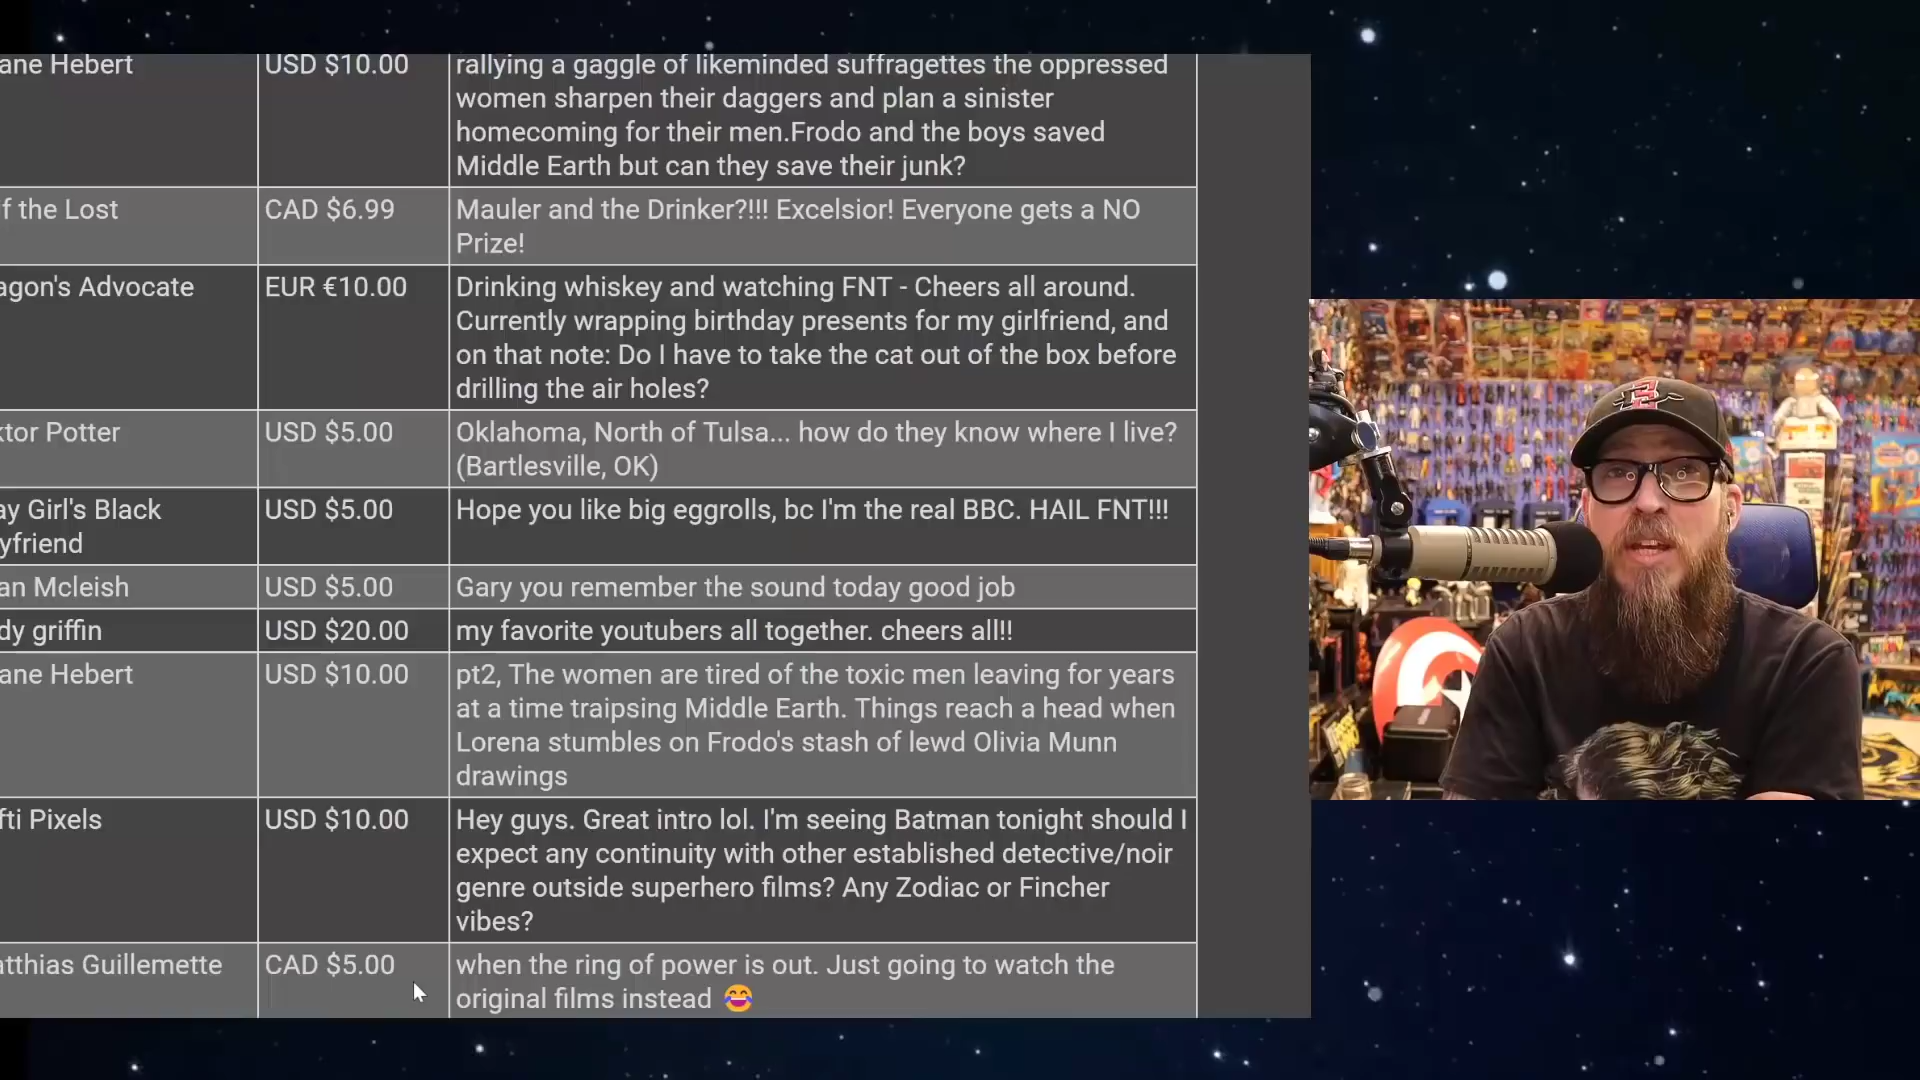 ane Hebert
USD $10.00
rallying a gaggle of likeminded suffragettes the oppressed
women sharpen their daggers and plan a sinister
homecoming for their men.Frodo and the boys saved
Middle Earth but can they save their junk?
f the Lost
CAD $6.99
Mauler and the Drinker?!!! Excelsior! Everyone gets a NO
Prize!
agon's Advocate
EUR €10.00
Drinking whiskey and watching FNT - Cheers all around.
Currently wrapping birthday presents for my girlfriend, and
on that note: Do I have to take the cat out of the box before
drilling the air holes?
ktor Potter
USD $5.00
Oklahoma, North of Tulsa... how do they know where I live?
(Bartlesville, OK)
ay Girl's Black
yfriend
USD $5.00
Hope you like big eggrolls, bc I'm the real BBC. HAIL FNT!!!
an Mcleish
USD $5.00
Gary you remember the sound today good job
dy griffin
USD $20.00
my favorite youtubers all together. cheers all!!
ane Hebert
USD $10.00
pt2, The women are tired of the toxic men leaving for years
at a time traipsing Middle Earth. Things reach a head when
Lorena stumbles on Frodo's stash of lewd Olivia Munn
drawings
fti Pixels
USD $10.00
Hey guys. Great intro lol. I'm seeing Batman tonight should I
expect any continuity with other established detective/noir
genre outside superhero films? Any Zodiac or Fincher
vibes?
atthias Guillemette
CAD $5.00
when the ring of power is out. Just going to watch the
original films instead 😂